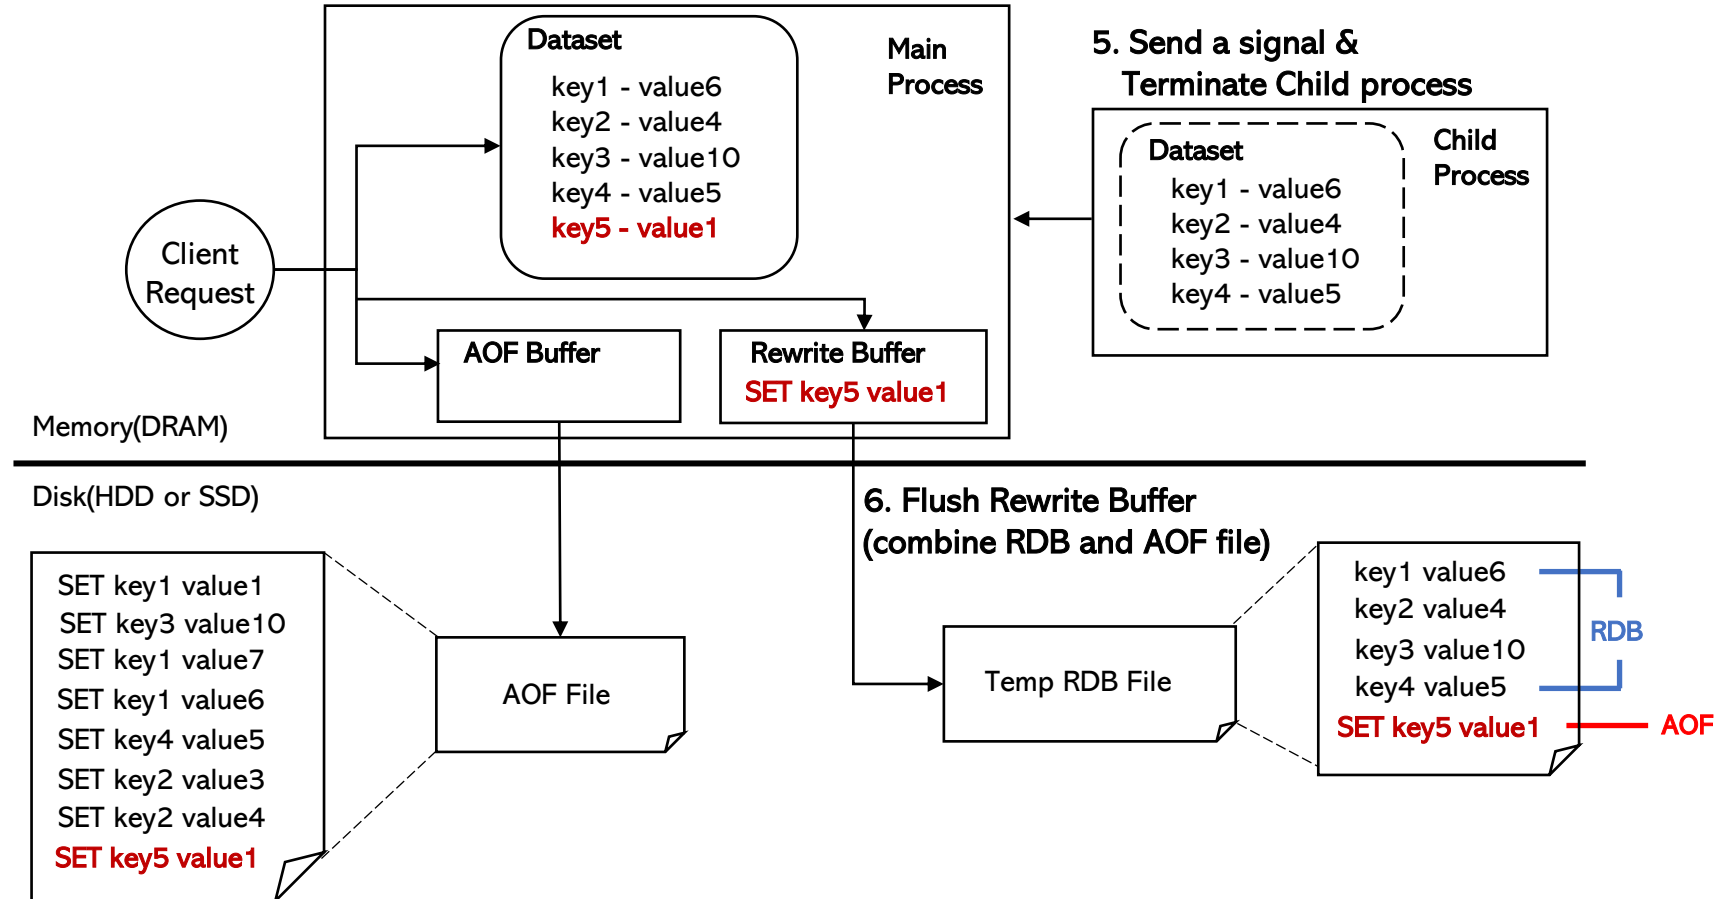 Dataset
key1 - value6
key2 - value4
key3 - value10
key4 - value5
key5 - value1
Main
Process
5. Send a signal &
Terminate Child process
Dataset
key1 - value6
key2 - value4
key3 - value10
key4 - value5
Child
Process
Client
Request
AOF Buffer
Rewrite Buffer
SET key5 value1
Memory(DRAM)
Disk(HDD or SSD)
6. Flush Rewrite Buffer
(combine RDB and AOF file)
SET key1 value1
SET key3 value10
SET key1 value7
SET key1 value6
SET key4 value5
SET key2 value3
SET key2 value4
SET key5 value1
AOF File
Temp RDB File
key1 value6
key2 value4
key3 value10
key4 value5
SET key5 value1
RDB
AOF